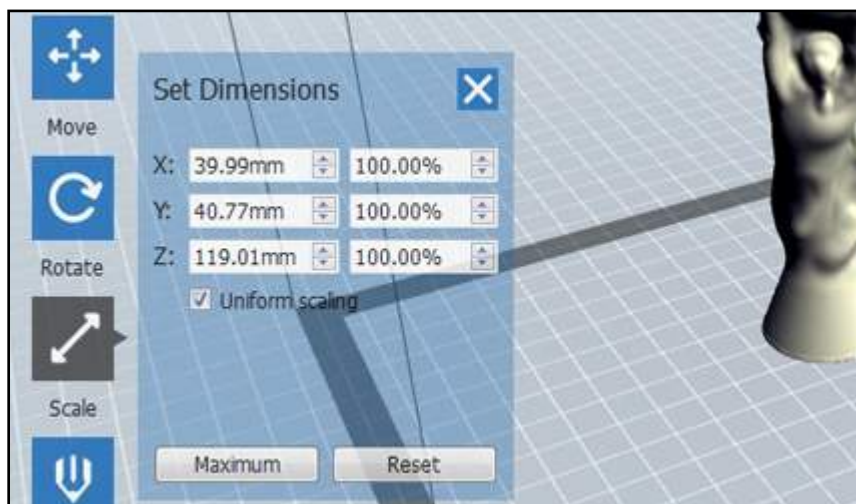 Move
Rotate
Scale
Set Dimensions
X: 39.99mm 100.00%
Y: 40.77mm 100.00%
Z: 119.01mm 100.00%
Uniform scaling
Maximum Reset